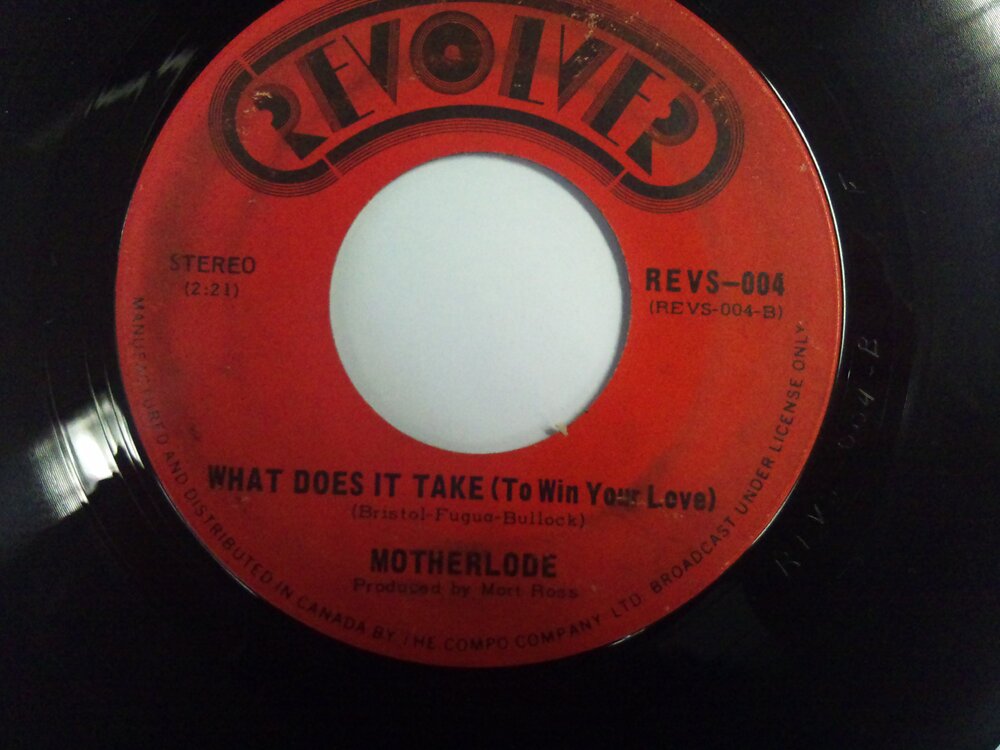 REVOLVER
STEREO
(2:21)
REVS-004
(REVS-004-B)
WHAT DOES IT TAKE (To Win Your Love)
(Bristol-Fuqua-Bullock)
MOTHERLODE
Produced by Mort Ross
MANUFACTURED AND DISTRIBUTED IN CANADA BY THE COMPO COMPANY LTD. BROADCAST UNDER LICENSE ONLY